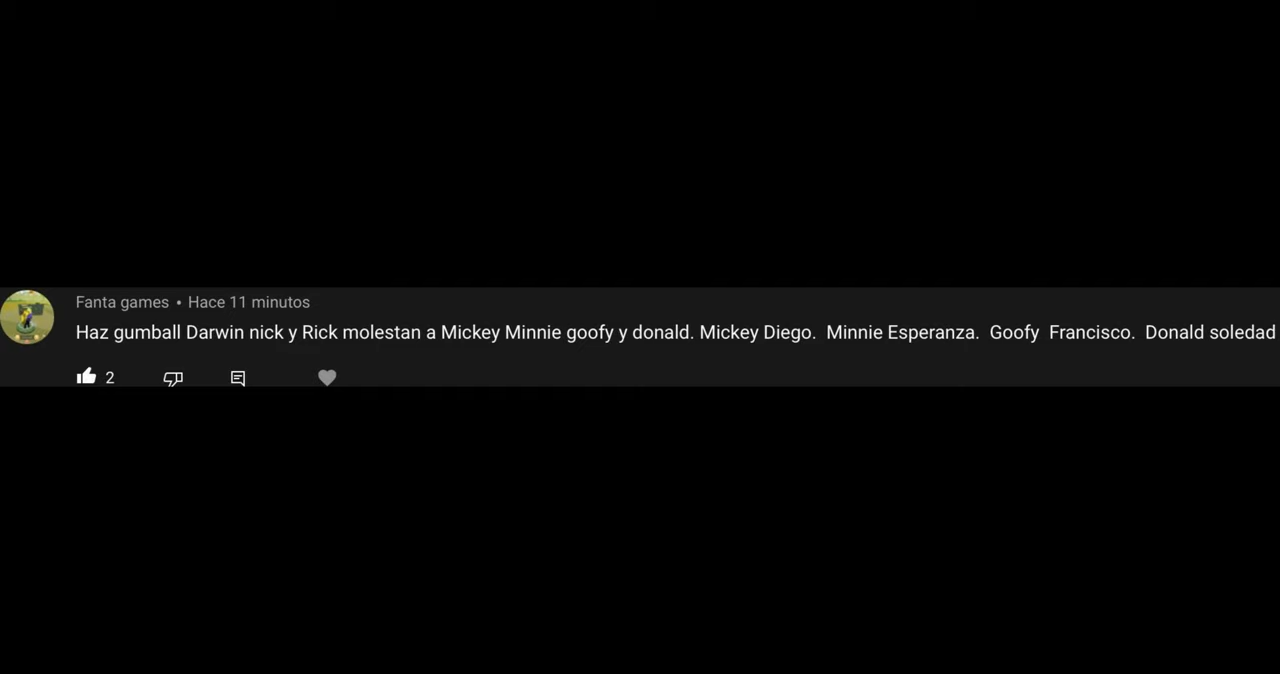 Fanta games • Hace 11 minutos
Haz gumball Darwin nick y Rick molestan a Mickey Minnie goofy y donald. Mickey Diego.  Minnie Esperanza.  Goofy  Francisco.  Donald soledad
2